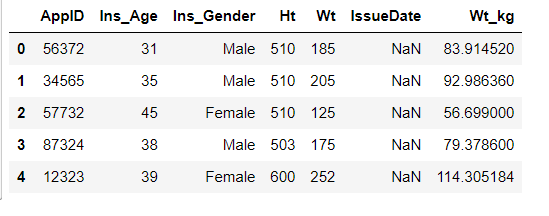 AppID Ins_Age Ins_Gender Ht Wt IssueDate Wt_kg
0 56372 31 Male 510 185 NaN 83.914520
1 34565 35 Male 510 205 NaN 92.986360
2 57732 45 Female 510 125 NaN 56.699000
3 87324 38 Male 503 175 NaN 79.378600
4 12323 39 Female 600 252 NaN 114.305184